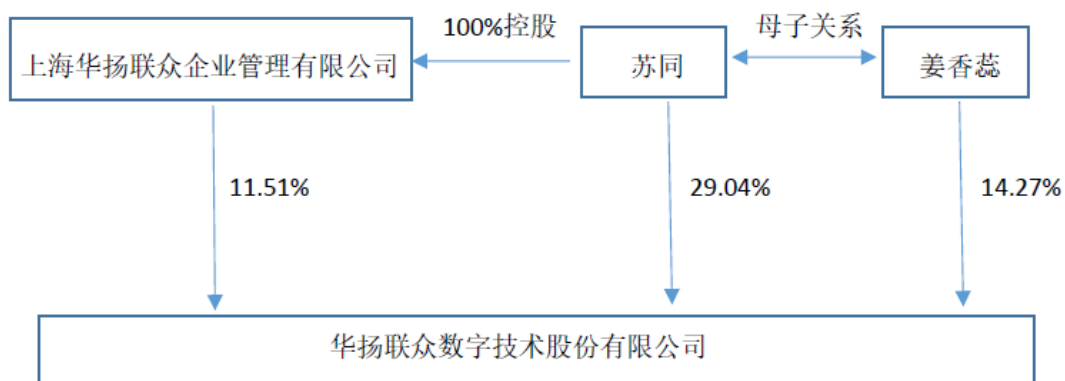 100%控股
母子关系
上海华扬联众企业管理有限公司
苏同
姜香蕊
11.51%
29.04%
14.27%
华扬联众数字技术股份有限公司